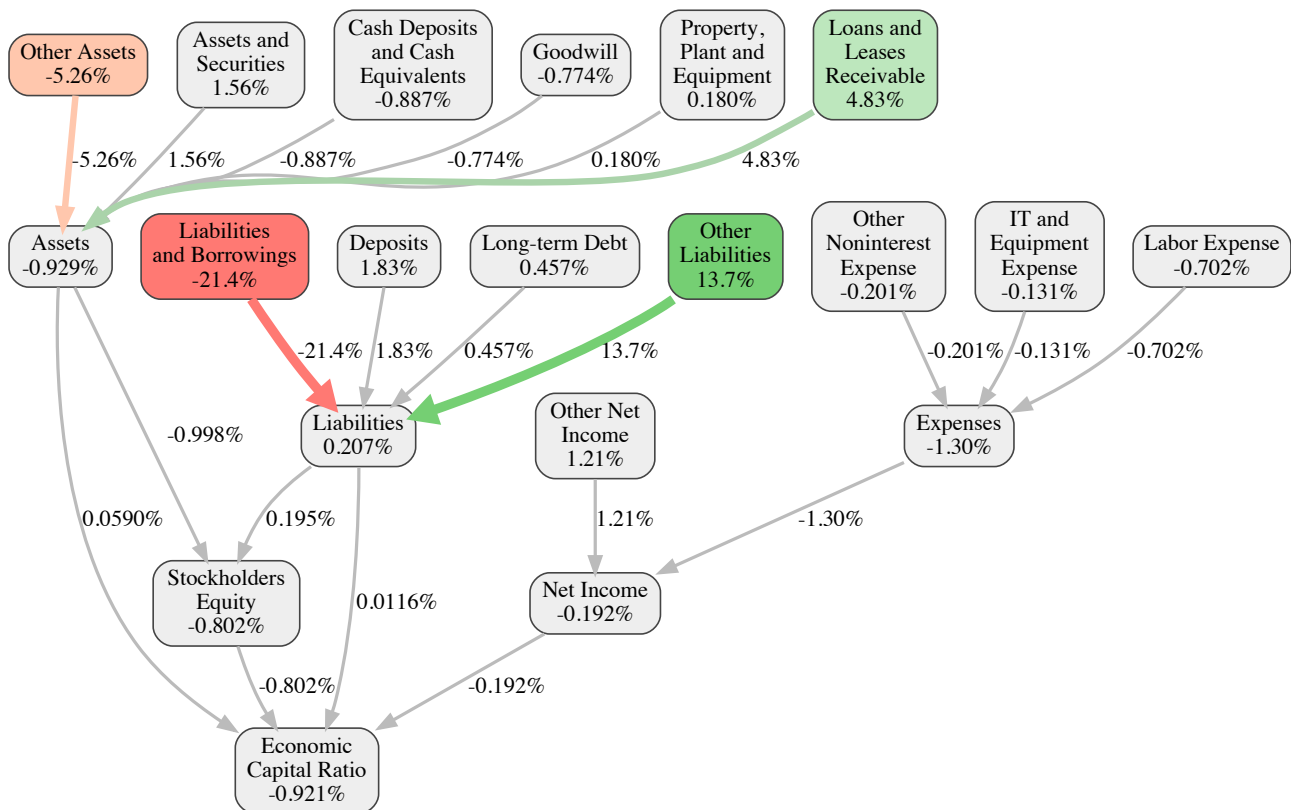 Other Assets
-5.26%
Assets and
Securities
1.56%
Cash Deposits
and Cash
Equivalents
-0.887%
Goodwill
-0.774%
Property,
Plant and
Equipment
0.180%
Loans and
Leases
Receivable
4.83%
-5.26%
1.56%
-0.887%
-0.774%
0.180%
4.83%
Assets
-0.929%
Liabilities
and Borrowings
-21.4%
Deposits
1.83%
Long-term Debt
0.457%
Other
Liabilities
13.7%
Other
Noninterest
Expense
-0.201%
IT and
Equipment
Expense
-0.131%
Labor Expense
-0.702%
-21.4%
1.83%
0.457%
13.7%
-0.201%
-0.131%
-0.702%
-0.998%
Liabilities
0.207%
Other Net
Income
1.21%
Expenses
-1.30%
0.0590%
0.195%
1.21%
-1.30%
Stockholders
Equity
-0.802%
0.0116%
Net Income
-0.192%
-0.802%
-0.192%
Economic
Capital Ratio
-0.921%